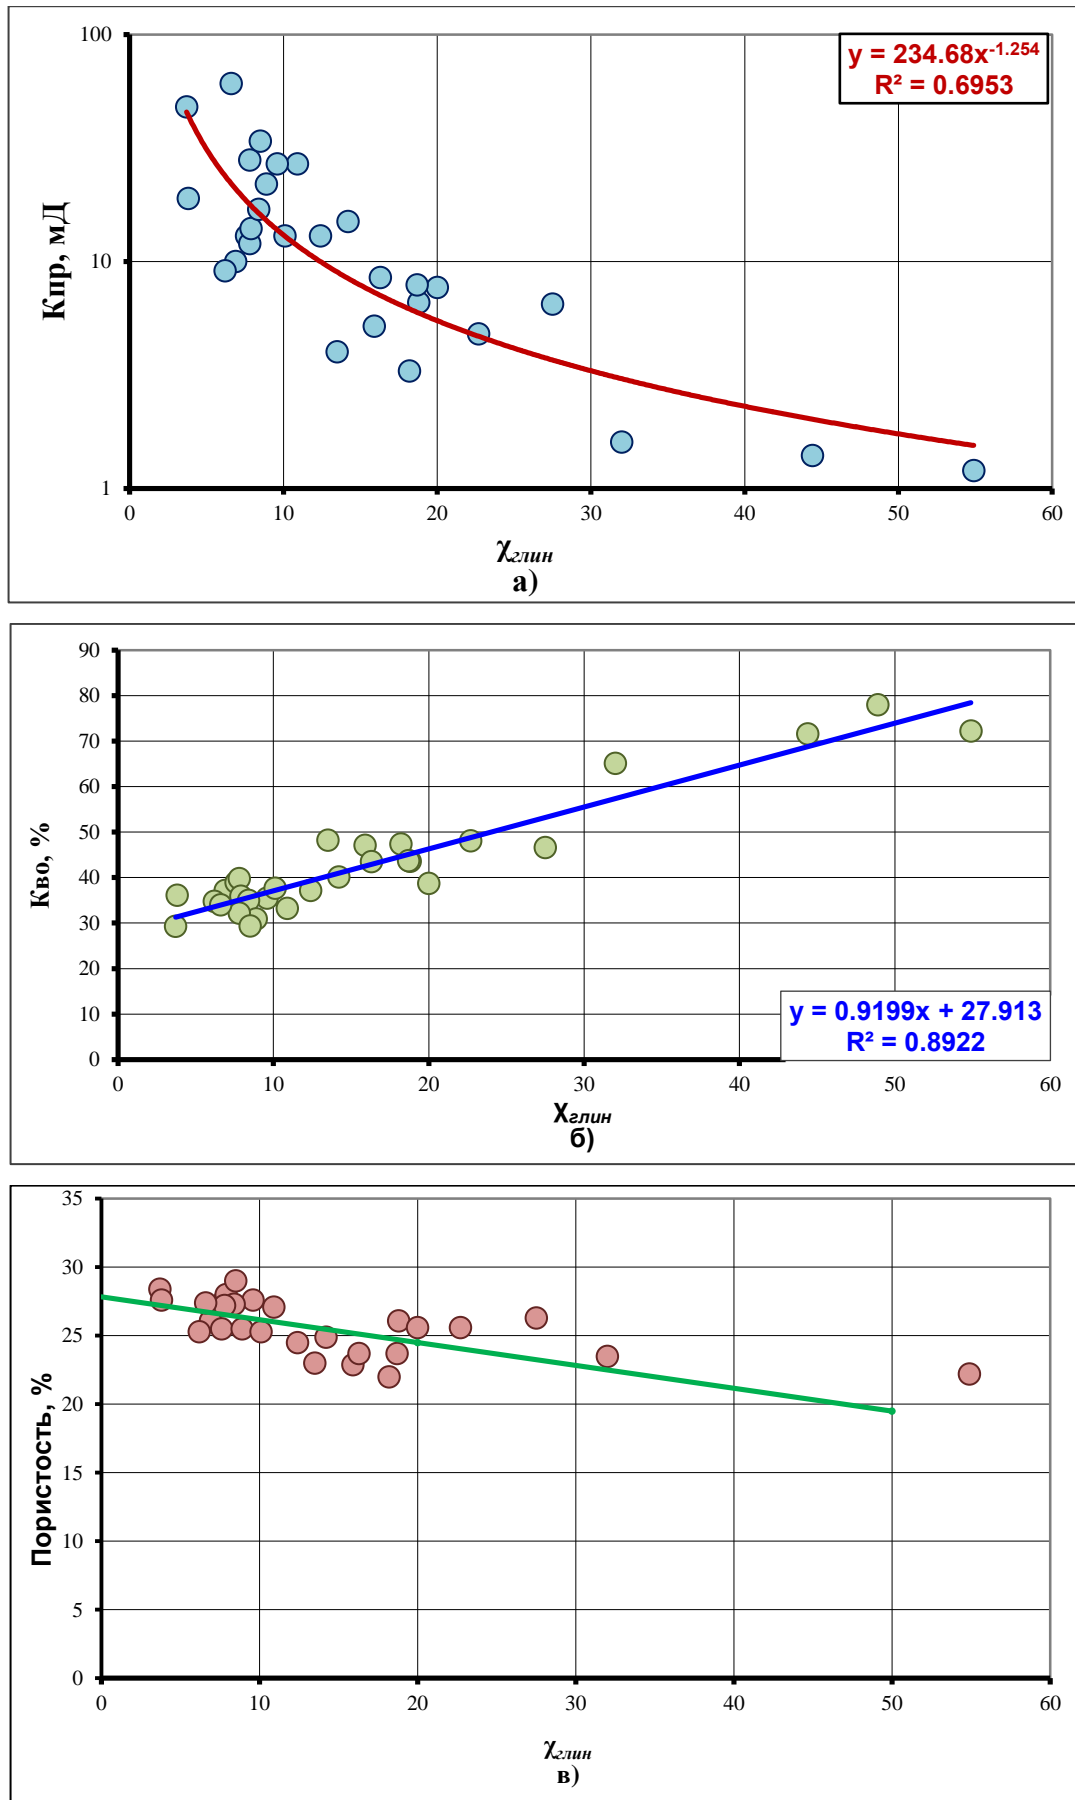 100
10
1
Кпр, мД
y = 234.68x^-1.254
R² = 0.6953
0 10 20 30 40 50 60
χглин
а)
90
80
70
60
50
40
30
20
10
0
Кво, %
y = 0.9199x + 27.913
R² = 0.8922
0 10 20 30 40 50 60
χглин
б)
35
30
25
20
15
10
5
0
Пористость, %
0 10 20 30 40 50 60
χглин
в)